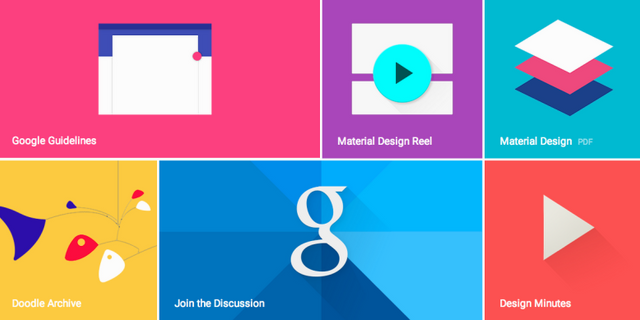 Google Guidelines
Material Design Reel
Material Design PDF
g
Doodle Archive
Join the Discussion
Design Minutes